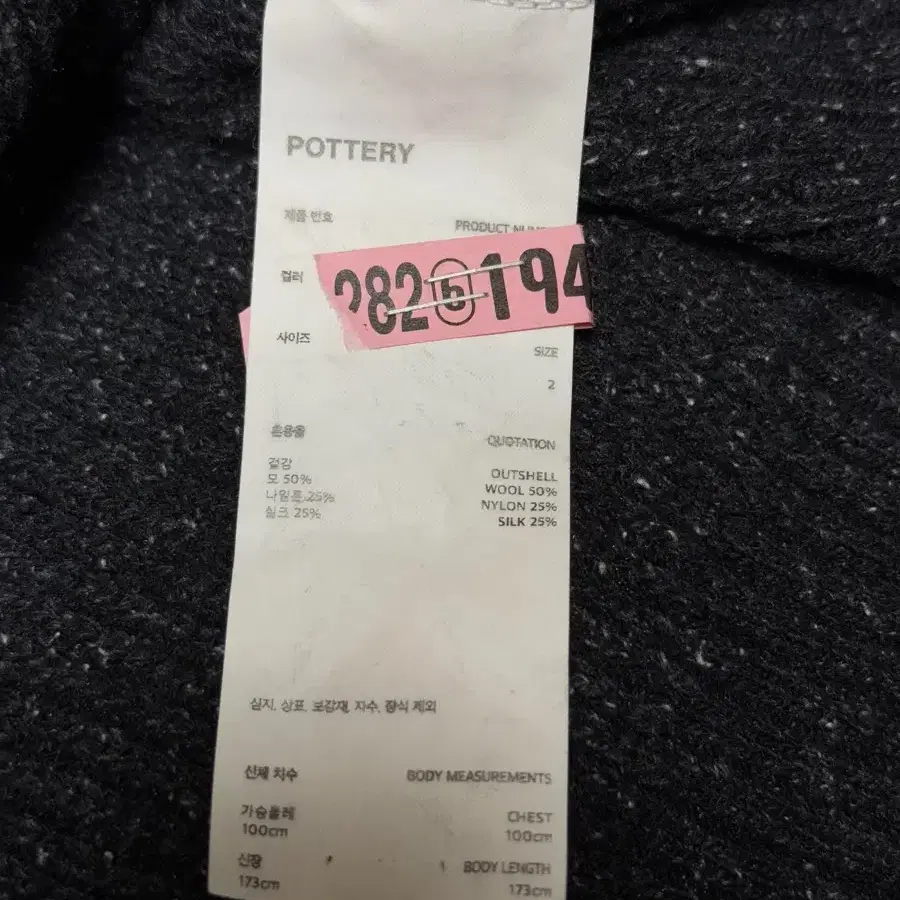 POTTERY
제품 번호
PRODUCT
컬러
282 6 194
사이즈
SIZE
2
혼용율
QUOTATION
겉감
모 50%
나일론 25%
실크 25%
OUTSHELL
WOOL 50%
NYLON 25%
SILK 25%
심지, 상표, 보강재, 자수, 장식 제외
신체 치수
BODY MEASUREMENTS
가슴둘레
100cm
CHEST
100cm
신장
173cm
BODY LENGTH
173cm